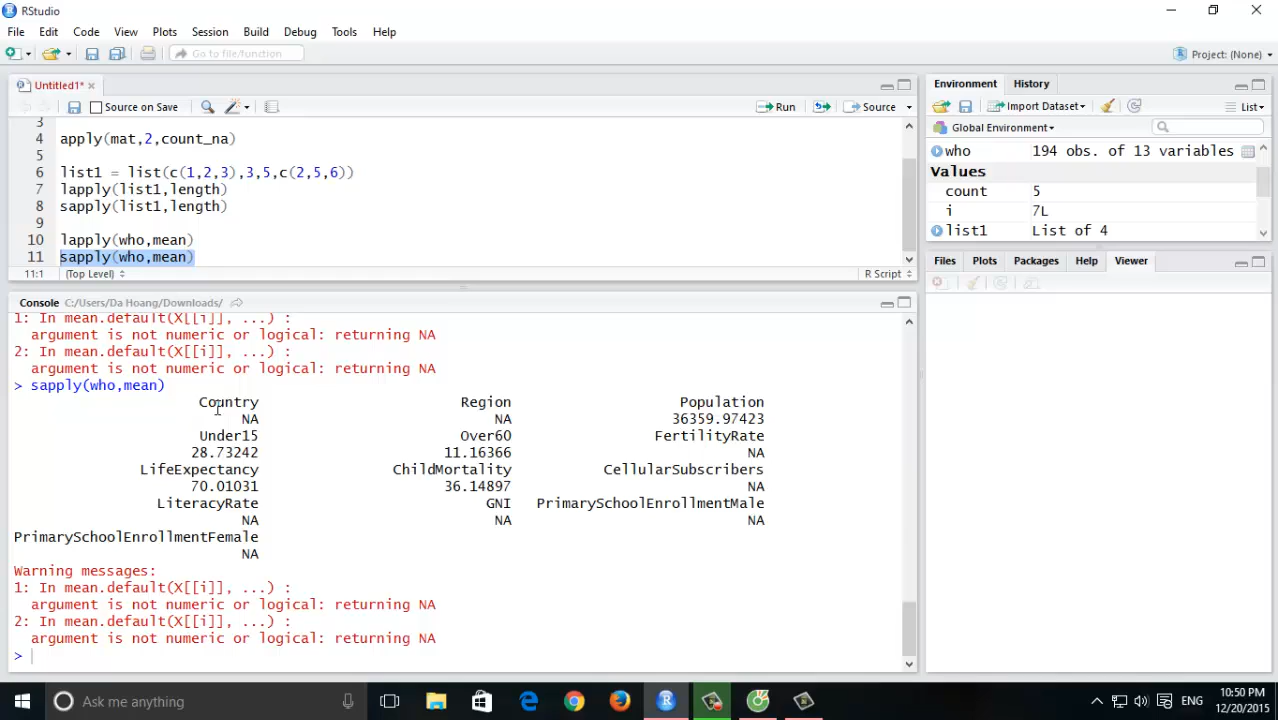 RStudio
File Edit Code View Plots Session Build Debug Tools Help
Go to file/function Project: (None)
Untitled1*
Source on Save Run Source
3
4 apply(mat,2,count_na)
5
6 list1 = list(c(1,2,3),3,5,c(2,5,6))
7 lapply(list1,length)
8 sapply(list1,length)
9
10 lapply(who,mean)
11 sapply(who,mean)
11:1 (Top Level) R Script
Console C:/Users/Da Hoang/Downloads/
1: In mean.default(X[[i]], ...) :
argument is not numeric or logical: returning NA
2: In mean.default(X[[i]], ...) :
argument is not numeric or logical: returning NA
> sapply(who,mean)
Country Region Population
NA NA 36359.97423
Under15 Over60 FertilityRate
28.73242 11.16366 NA
LifeExpectancy ChildMortality CellularSubscribers
70.01031 36.14897 NA
LiteracyRate GNI PrimarySchoolEnrollmentMale
NA NA NA
PrimarySchoolEnrollmentFemale
NA
Warning messages:
1: In mean.default(X[[i]], ...) :
argument is not numeric or logical: returning NA
2: In mean.default(X[[i]], ...) :
argument is not numeric or logical: returning NA
>
Environment History
Import Dataset List
Global Environment
who 194 obs. of 13 variables
Values
count 5
i 7L
list1 List of 4
Files Plots Packages Help Viewer
Ask me anything
ENG
10:50 PM
12/20/2015